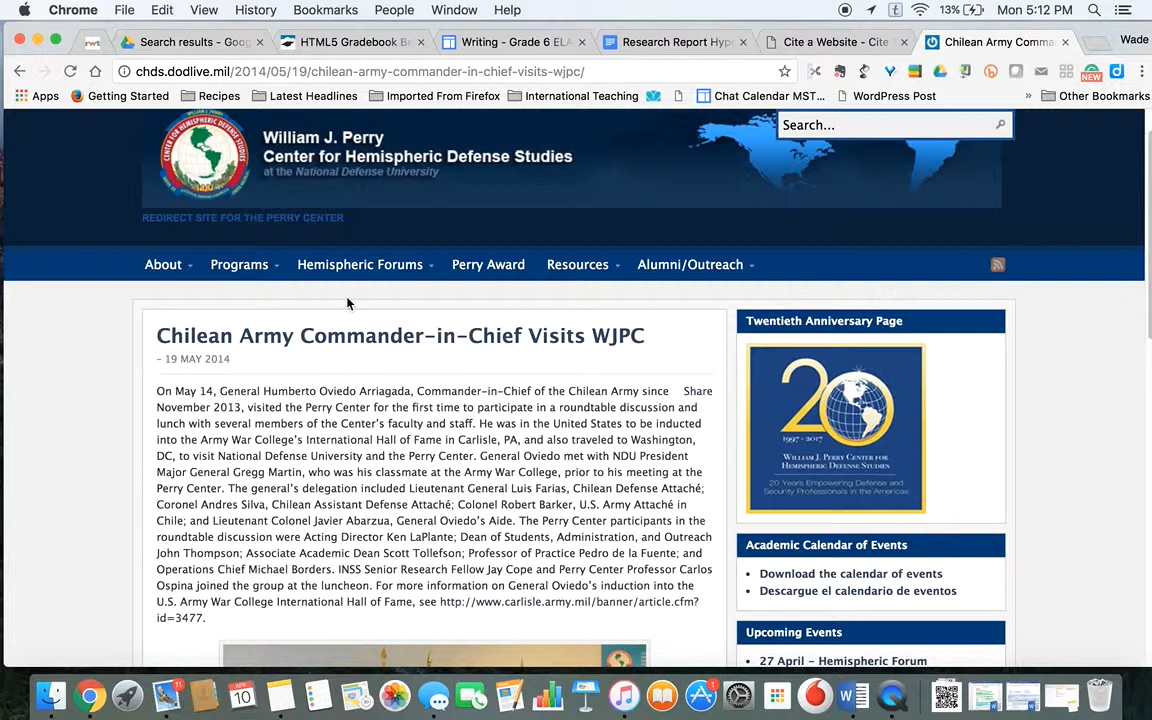 Chrome File Edit View History Bookmarks People Window Help 13% Mon 5:12 PM
rwt Search results - Goog HTML5 Gradebook Be Writing - Grade 6 ELA Research Report Hype Cite a Website - Cite Chilean Army Comma Wade
chds.dodlive.mil/2014/05/19/chilean-army-commander-in-chief-visits-wjpc/
NEW
Apps Getting Started Recipes Latest Headlines Imported From Firefox International Teaching Chat Calendar MST... WordPress Post » Other Bookmarks
Search...
William J. Perry
Center for Hemispheric Defense Studies
at the National Defense University
REDIRECT SITE FOR THE PERRY CENTER
About Programs Hemispheric Forums Perry Award Resources Alumni/Outreach
Chilean Army Commander-in-Chief Visits WJPC
- 19 MAY 2014
Share
On May 14, General Humberto Oviedo Arriagada, Commander-in-Chief of the Chilean Army since
November 2013, visited the Perry Center for the first time to participate in a roundtable discussion and
lunch with several members of the Center's faculty and staff. He was in the United States to be inducted
into the Army War College's International Hall of Fame in Carlisle, PA, and also traveled to Washington,
DC, to visit National Defense University and the Perry Center. General Oviedo met with NDU President
Major General Gregg Martin, who was his classmate at the Army War College, prior to his meeting at the
Perry Center. The general's delegation included Lieutenant General Luis Farias, Chilean Defense Attaché;
Coronel Andres Silva, Chilean Assistant Defense Attaché; Colonel Robert Barker, U.S. Army Attaché in
Chile; and Lieutenant Colonel Javier Abarzua, General Oviedo's Aide. The Perry Center participants in the
roundtable discussion were Acting Director Ken LaPlante; Dean of Students, Administration, and Outreach
John Thompson; Associate Academic Dean Scott Tollefson; Professor of Practice Pedro de la Fuente; and
Operations Chief Michael Borders. INSS Senior Research Fellow Jay Cope and Perry Center Professor Carlos
Ospina joined the group at the luncheon. For more information on General Oviedo's induction into the
U.S. Army War College International Hall of Fame, see http://www.carlisle.army.mil/banner/article.cfm?
id=3477.
Twentieth Anniversary Page
20
1997 - 2017
WILLIAM J. PERRY CENTER FOR
HEMISPHERIC DEFENSE STUDIES
20 Years Empowering Defense and
Security Professionals in the Americas
Academic Calendar of Events
• Download the calendar of events
• Descargue el calendario de eventos
Upcoming Events
• 27 April - Hemispheric Forum
11 APR 10 1